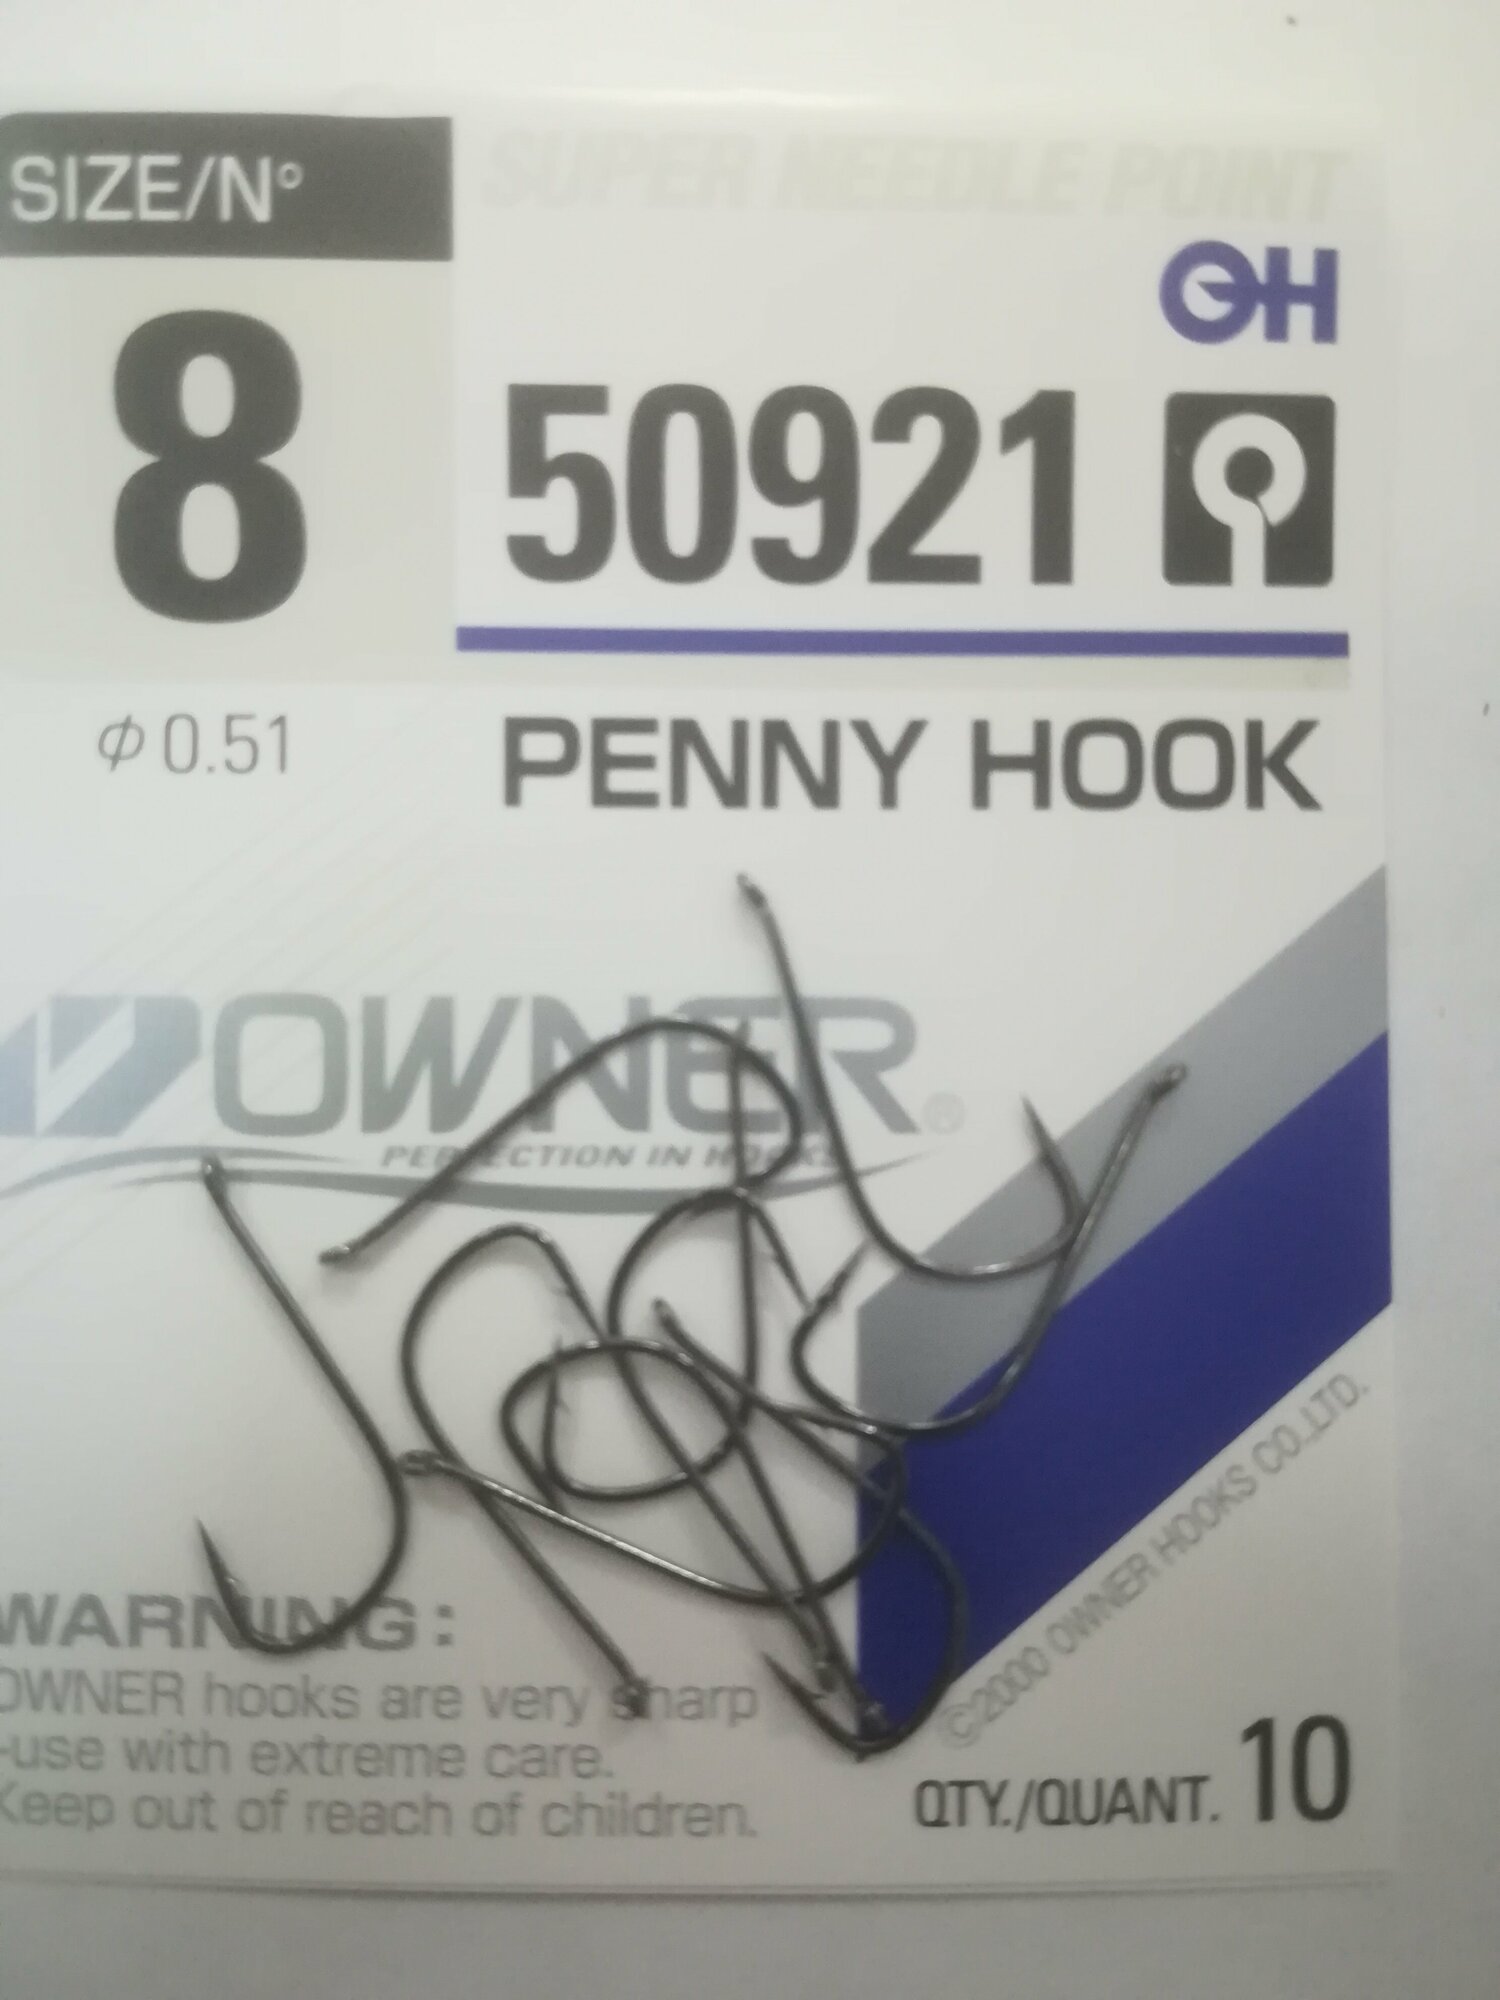 SIZE/N°
SUPER NEEDLE POINT
OH
8
50921
φ 0.51
PENNY HOOK
OWNER®
PERFECTION IN HOOKS
WARNING:
OWNER hooks are very sharp
-use with extreme care.
Keep out of reach of children.
©2000 OWNER HOOKS CO.,LTD.
QTY./QUANT. 10